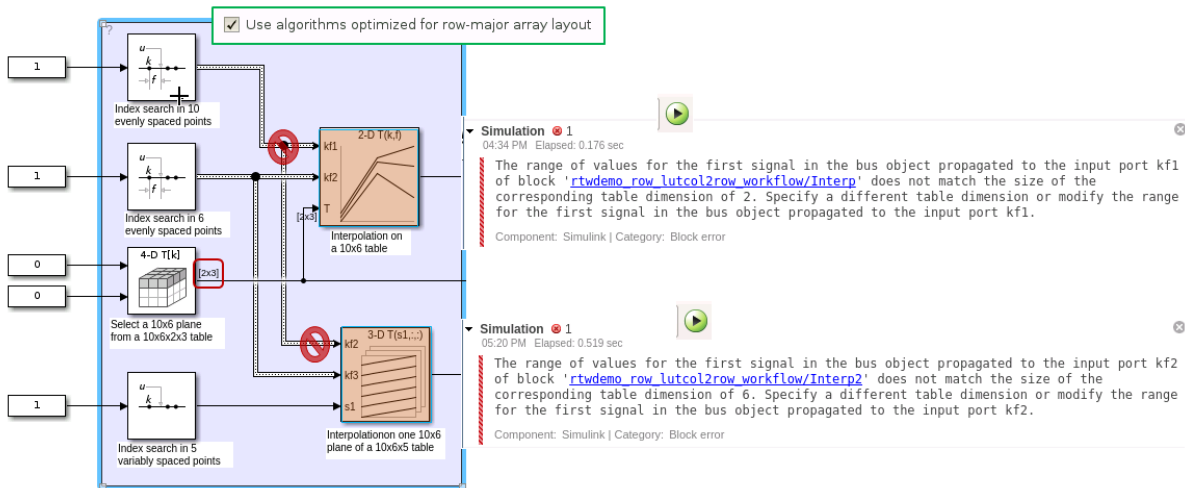 Use algorithms optimized for row-major array layout
?
1
u
k
f
Index search in 10
evenly spaced points
1
u
k
f
Index search in 6
evenly spaced points
0
0
4-D T[k]
[2x3]
Select a 10x6 plane
from a 10x6x2x3 table
1
u
k
Index search in 5
variably spaced points
2-D T(k,f)
kf1
kf2
T
[2x3]
Interpolation on
a 10x6 table
3-D T(s1,:,:)
kf2
kf3
s1
Interpolationon one 10x6
plane of a 10x6x5 table
Simulation 1
04:34 PM Elapsed: 0.176 sec
The range of values for the first signal in the bus object propagated to the input port kf1
of block 'rtwdemo_row_lutcol2row_workflow/Interp' does not match the size of the
corresponding table dimension of 2. Specify a different table dimension or modify the range
for the first signal in the bus object propagated to the input port kf1.
Component: Simulink | Category: Block error
Simulation 1
05:20 PM Elapsed: 0.519 sec
The range of values for the first signal in the bus object propagated to the input port kf2
of block 'rtwdemo_row_lutcol2row_workflow/Interp2' does not match the size of the
corresponding table dimension of 6. Specify a different table dimension or modify the range
for the first signal in the bus object propagated to the input port kf2.
Component: Simulink | Category: Block error